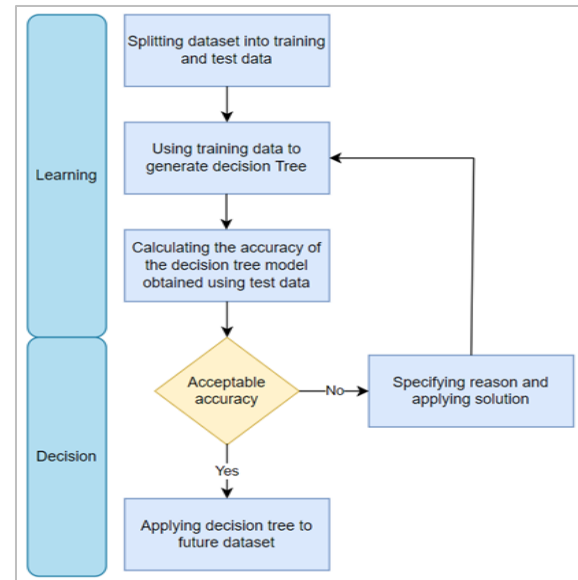 Splitting dataset into training
and test data
Learning
Using training data to
generate decision Tree
Calculating the accuracy of
the decision tree model
obtained using test data
Acceptable
accuracy
No
Specifying reason and
applying solution
Decision
Yes
Applying decision tree to
future dataset